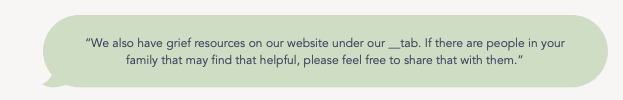 “We also have grief resources on our website under our __tab. If there are people in your
family that may find that helpful, please feel free to share that with them.”